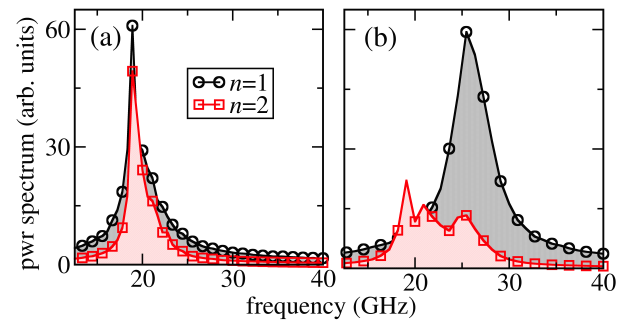 pwr spectrum (arb. units)
60
30
0
(a)
n=1
n=2
(b)
20 30 40 20 30 40
frequency (GHz)